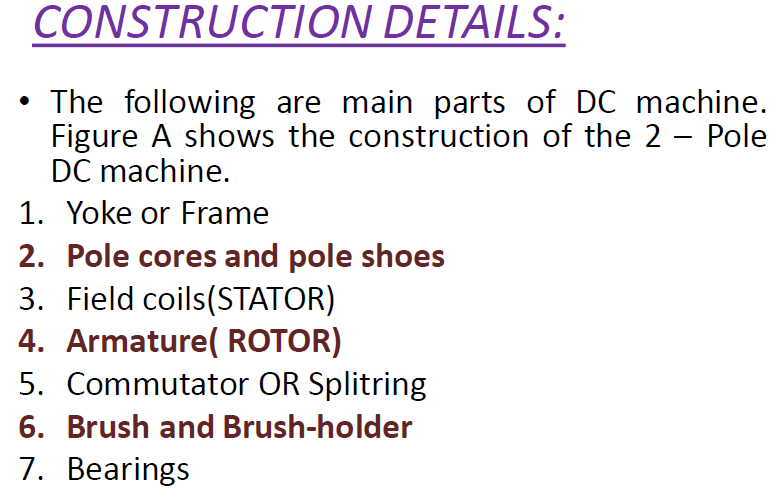 CONSTRUCTION DETAILS:
• The following are main parts of DC machine.
Figure A shows the construction of the 2 – Pole
DC machine.
1. Yoke or Frame
2. Pole cores and pole shoes
3. Field coils(STATOR)
4. Armature( ROTOR)
5. Commutator OR Splitring
6. Brush and Brush-holder
7. Bearings